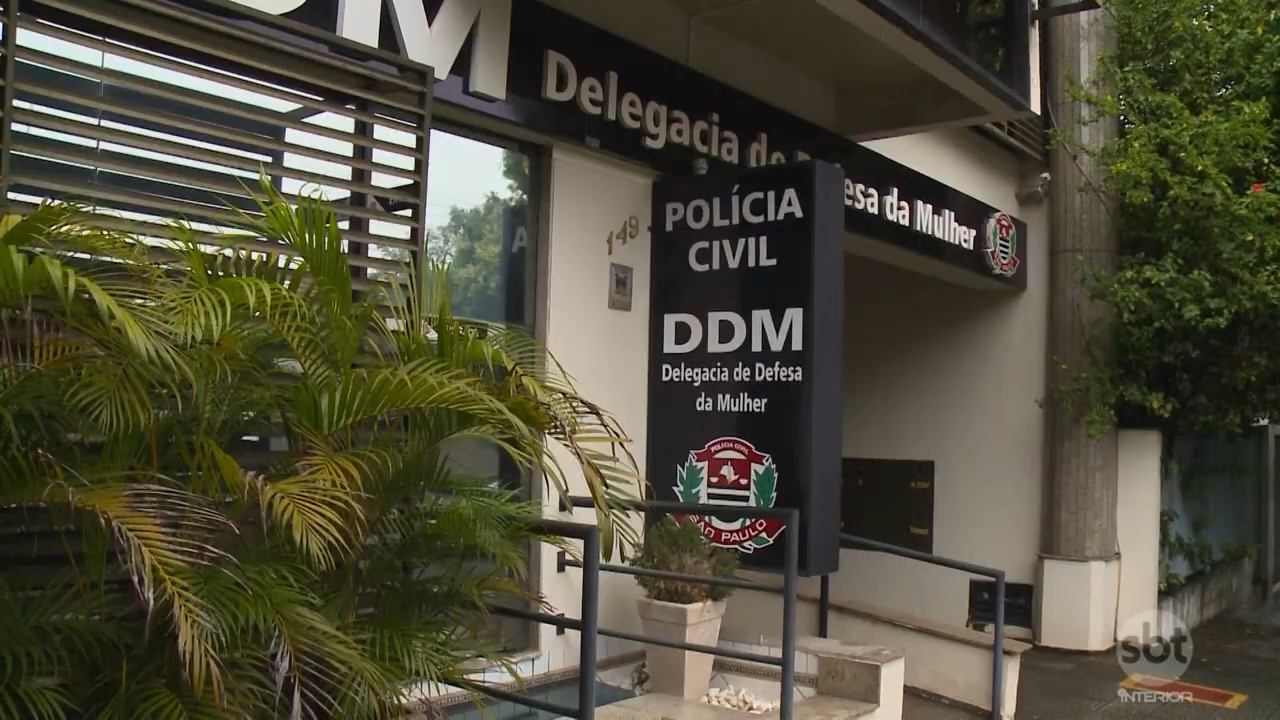 DM
Delegacia de
esa da Mulher
149
POLÍCIA
CIVIL
DDM
Delegacia de Defesa
da Mulher
POLÍCIA CIVIL
SÃO PAULO
sbt
INTERIOR